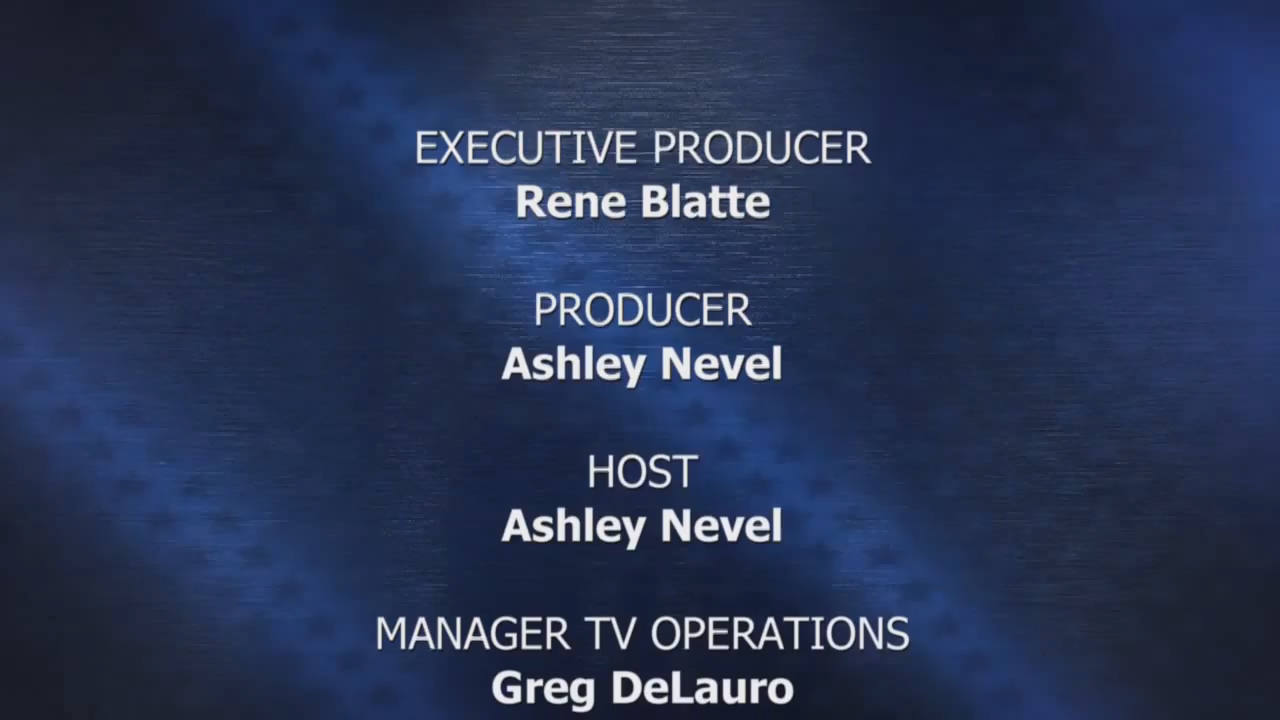 EXECUTIVE PRODUCER
Rene Blatte
PRODUCER
Ashley Nevel
HOST
Ashley Nevel
MANAGER TV OPERATIONS
Greg DeLauro